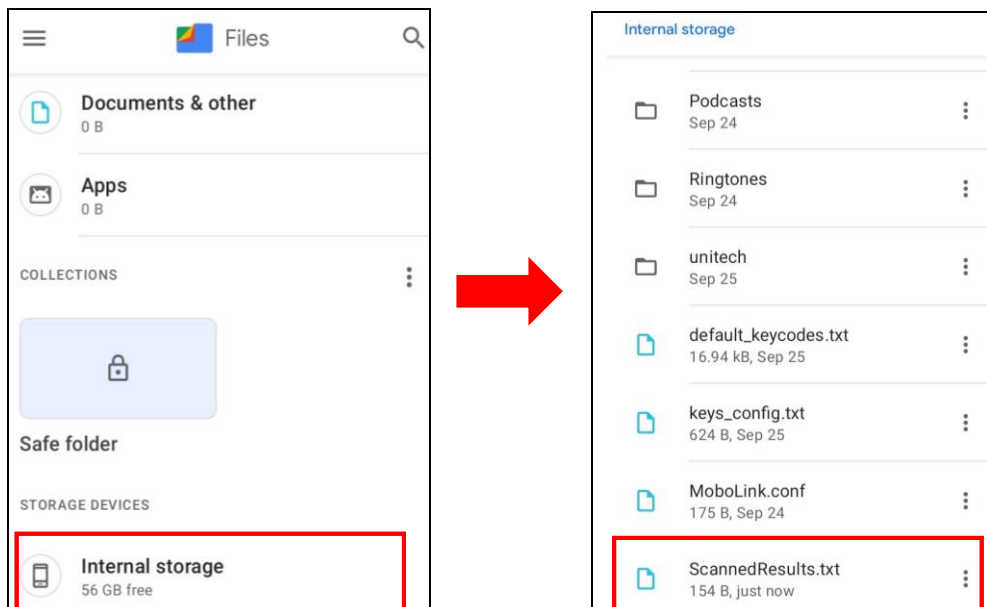 Files
Documents & other
0 B
Apps
0 B
COLLECTIONS
Safe folder
STORAGE DEVICES
Internal storage
56 GB free
Internal storage
Podcasts
Sep 24
Ringtones
Sep 24
unitech
Sep 25
default_keycodes.txt
16.94 kB, Sep 25
keys_config.txt
624 B, Sep 25
MoboLink.conf
175 B, Sep 24
ScannedResults.txt
154 B, just now